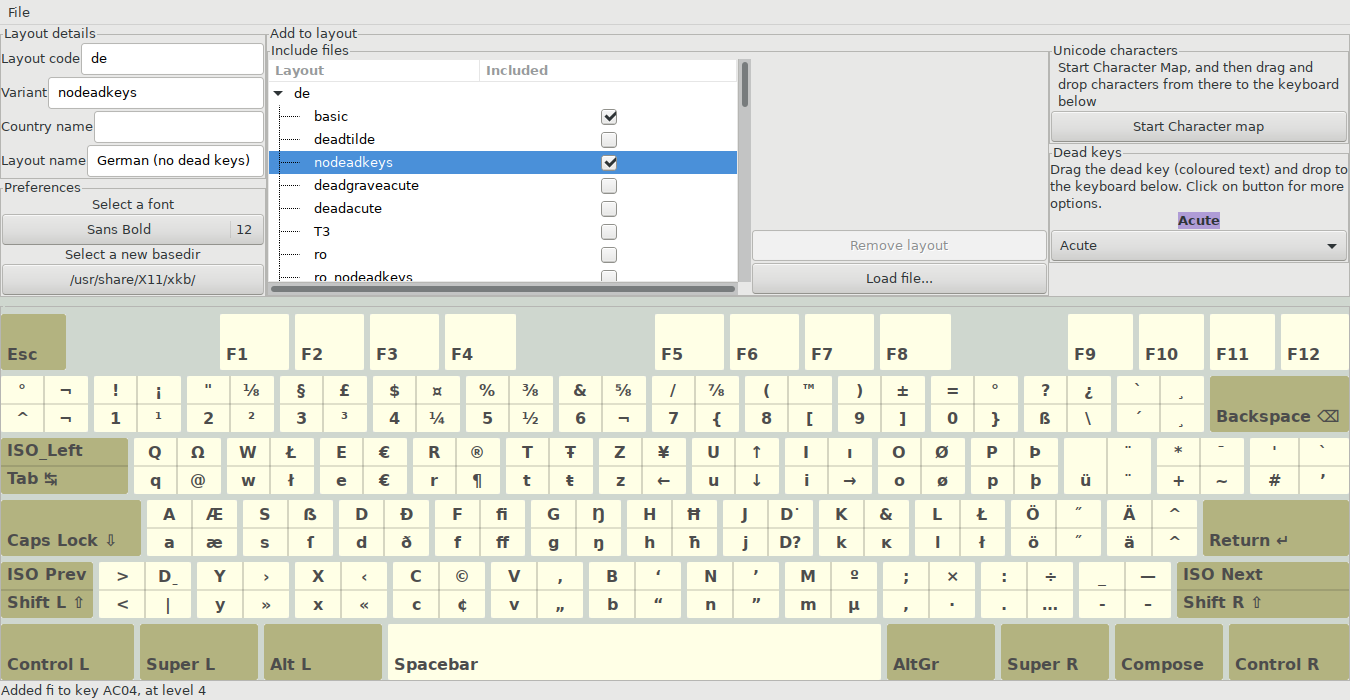 File
Layout details
Layout code de
Variant nodeadkeys
Country name
Layout name German (no dead keys)
Preferences
Select a font
Sans Bold 12
Select a new basedir
/usr/share/X11/xkb/
Add to layout
Include files
Layout Included
de
basic
deadtilde
nodeadkeys
deadgraveacute
deadacute
T3
ro
ro_nodeadkeys
Remove layout
Load file...
Unicode characters
Start Character Map, and then drag and
drop characters from there to the keyboard
below
Start Character map
Dead keys
Drag the dead key (coloured text) and drop to
the keyboard below. Click on button for more
options.
Acute
Acute
Esc F1 F2 F3 F4 F5 F6 F7 F8 F9 F10 F11 F12
° ¬ ! ¡ " ⅛ § £ $ ¤ % ⅜ & ⅝ / ⅞ ( ™ ) ± = ° ? ¿ ` ¸
^ ¬ 1 ¹ 2 ² 3 ³ 4 ¼ 5 ½ 6 ¬ 7 { 8 [ 9 ] 0 } ß \ ´ ¸ Backspace ⌫
ISO_Left Q Ω W Ł E € R ® T Ŧ Z ¥ U ↑ I ı O Ø P Þ ¨ * ¯ ' `
Tab ↹ q @ w ł e € r ¶ t ŧ z ← u ↓ i → o ø p þ ü ¨ + ~ # ’
A Æ S ẞ D Ð F ﬁ G Ŋ H Ħ J D˙ K & L Ł Ö ˝ Ä ^
Caps Lock ⇩ a æ s ſ d ð f ﬀ g ŋ h ħ j D? k ĸ l ł ö ˝ ä ^ Return ↵
ISO Prev > D_ Y › X ‹ C © V ‚ B ‘ N ’ M º ; × : ÷ _ — ISO Next
Shift L ⇧ < | y » x « c ¢ v „ b “ n ” m µ , · . … - – Shift R ⇧
Control L Super L Alt L Spacebar AltGr Super R Compose Control R
Added fi to key AC04, at level 4